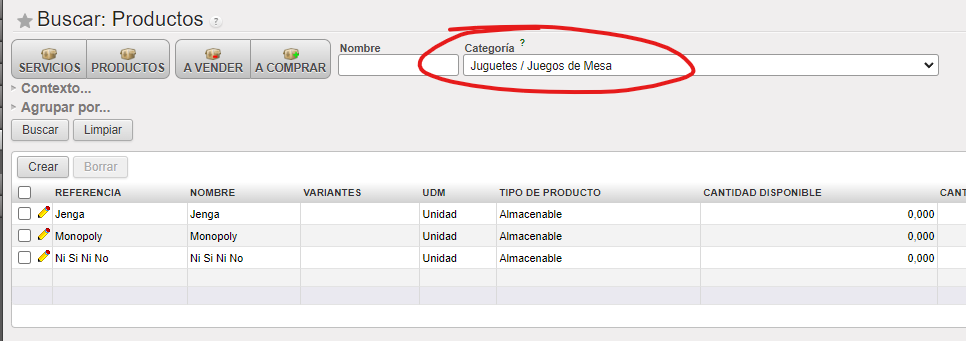 Buscar: Productos ?
SERVICIOS PRODUCTOS A VENDER A COMPRAR
Nombre Categoría ?
Juguetes / Juegos de Mesa
Contexto...
Agrupar por...
Buscar Limpiar
Crear Borrar
REFERENCIA NOMBRE VARIANTES UDM TIPO DE PRODUCTO CANTIDAD DISPONIBLE CANT
Jenga Jenga Unidad Almacenable 0,000
Monopoly Monopoly Unidad Almacenable 0,000
Ni Si Ni No Ni Si Ni No Unidad Almacenable 0,000